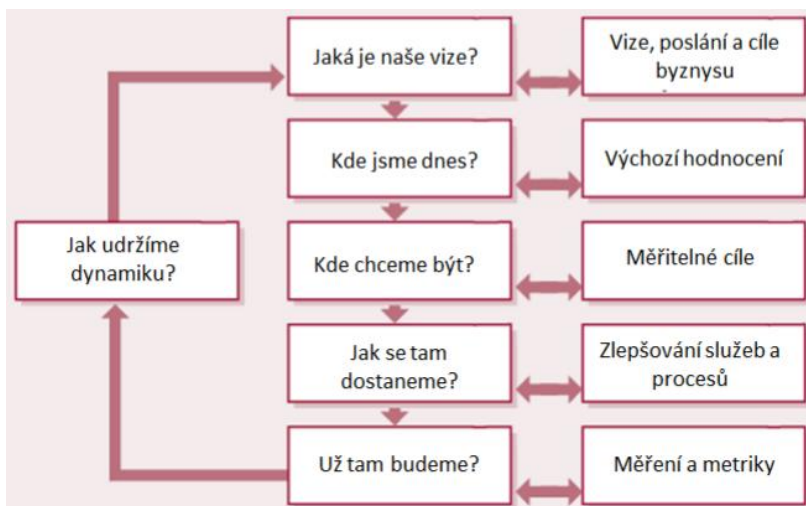 Jaká je naše vize?
Vize, poslání a cíle
byznysu
Kde jsme dnes?
Výchozí hodnocení
Jak udržíme
dynamiku?
Kde chceme být?
Měřitelné cíle
Jak se tam
dostaneme?
Zlepšování služeb a
procesů
Už tam budeme?
Měření a metriky